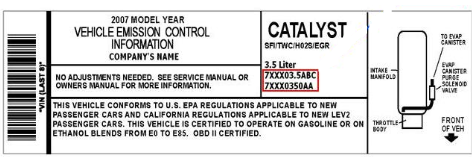 2007 MODEL YEAR
VEHICLE EMISSION CONTROL
INFORMATION
COMPANY'S NAME
NO ADJUSTMENTS NEEDED. SEE SERVICE MANUAL OR
OWNERS MANUAL FOR MORE INFORMATION.
CATALYST
SFI/TWC/HO2S/EGR
3.5 Liter
7XXX03.5ABC
7XXX0350AA
THIS VEHICLE CONFORMS TO U.S. EPA REGULATIONS APPLICABLE TO NEW
PASSENGER CARS AND CALIFORNIA REGULATIONS APPLICABLE TO NEW LEV2
PASSENGER CARS. THIS VEHICLE IS CERTIFIED TO OPERATE ON GASOLINE OR ON
ETHANOL BLENDS FROM E0 TO E85. OBD II CERTIFIED.
*VIN (LAST 8)*
INTAKE
MANIFOLD
THROTTLE
BODY
TO EVAP
CANISTER
EVAP
CANISTER
PURGE
SOLENOID
VALVE
FRONT
OF VEH